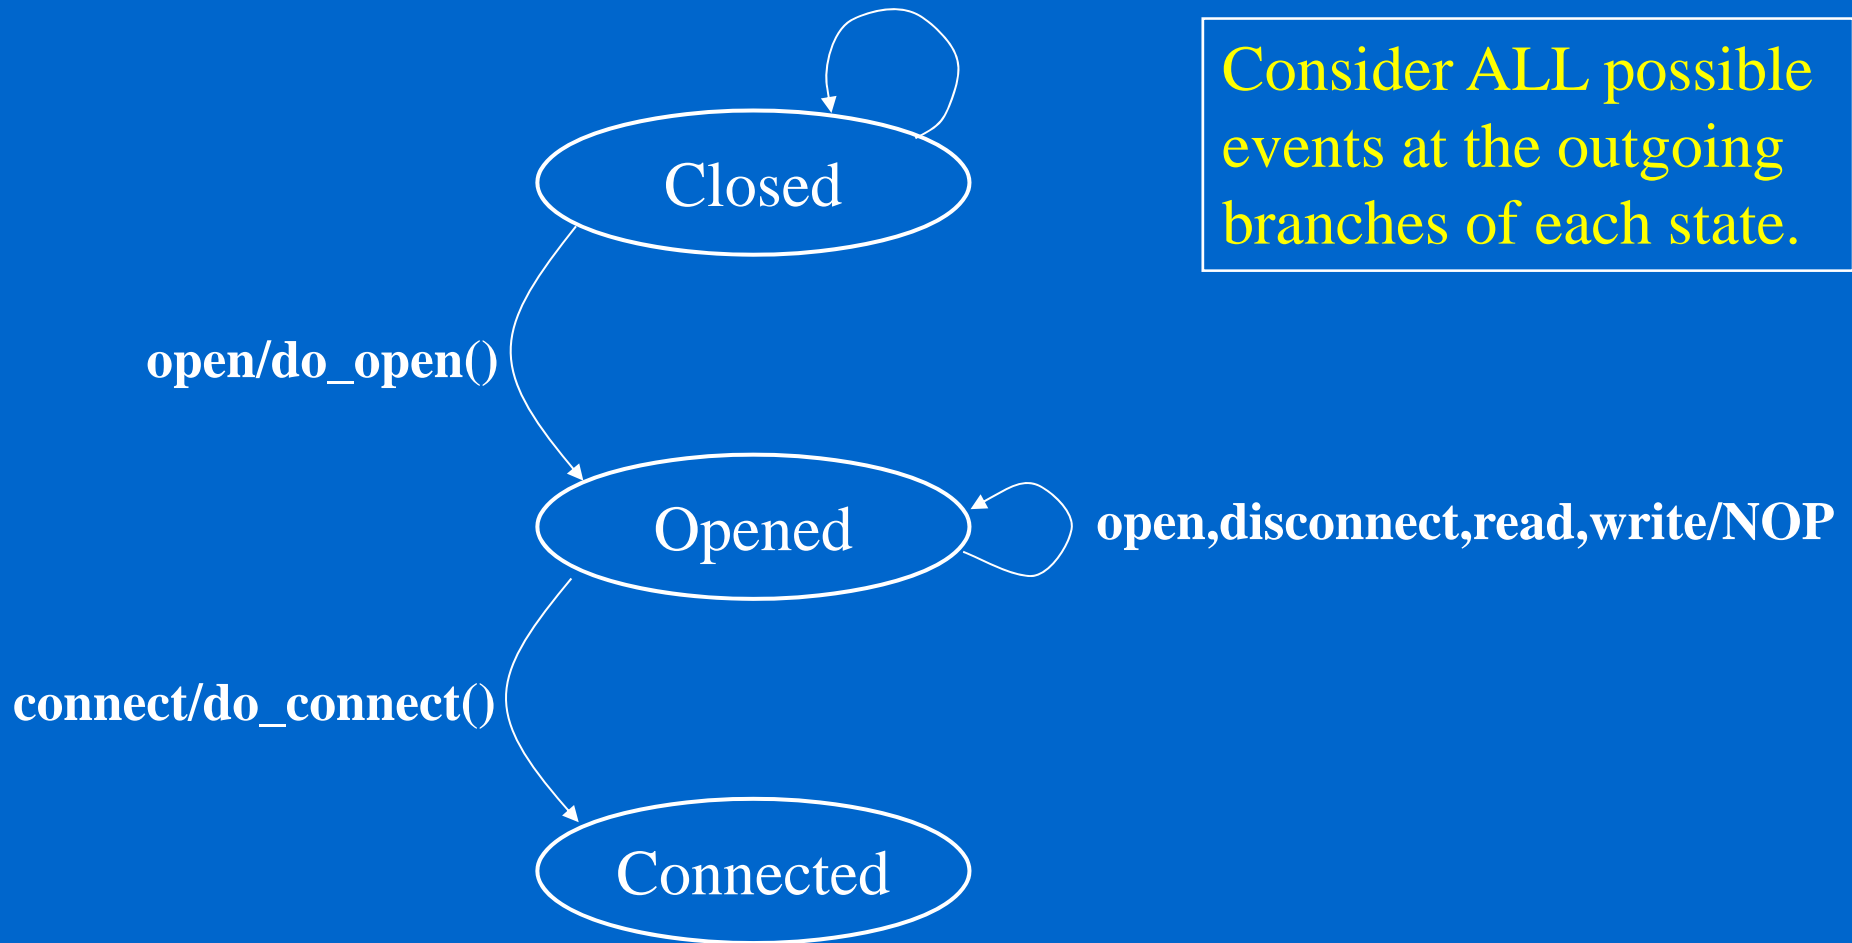 Consider ALL possible
events at the outgoing
branches of each state.
Closed
open/do_open()
Opened
open,disconnect,read,write/NOP
connect/do_connect()
Connected